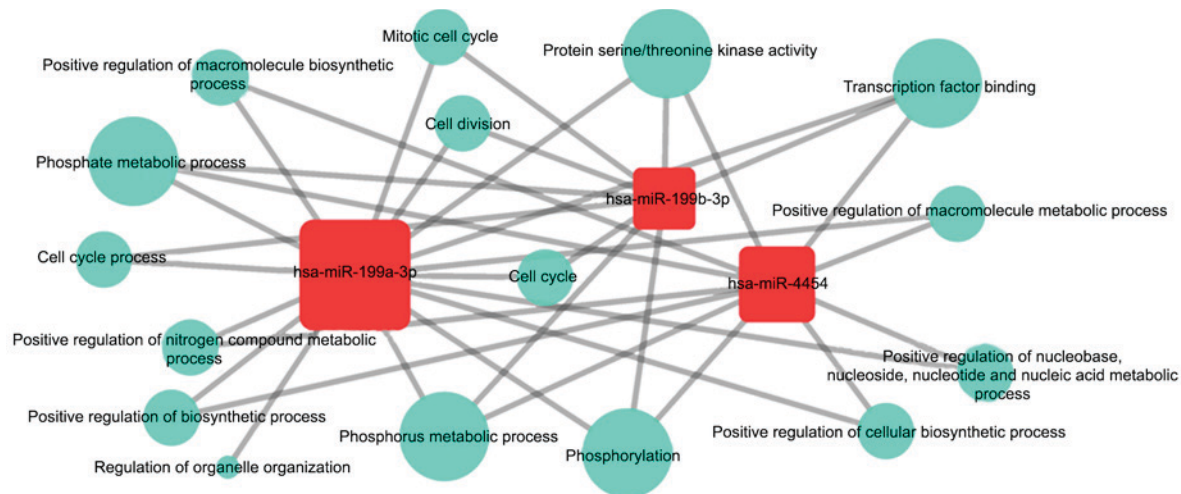 Mitotic cell cycle
Protein serine/threonine kinase activity
Positive regulation of macromolecule biosynthetic
process
Transcription factor binding
Cell division
Phosphate metabolic process
hsa-miR-199b-3p
Positive regulation of macromolecule metabolic process
Cell cycle process
hsa-miR-199a-3p
Cell cycle
hsa-miR-4454
Positive regulation of nitrogen compound metabolic
process
Positive regulation of nucleobase,
nucleoside, nucleotide and nucleic acid metabolic
process
Positive regulation of biosynthetic process
Phosphorus metabolic process
Phosphorylation
Positive regulation of cellular biosynthetic process
Regulation of organelle organization